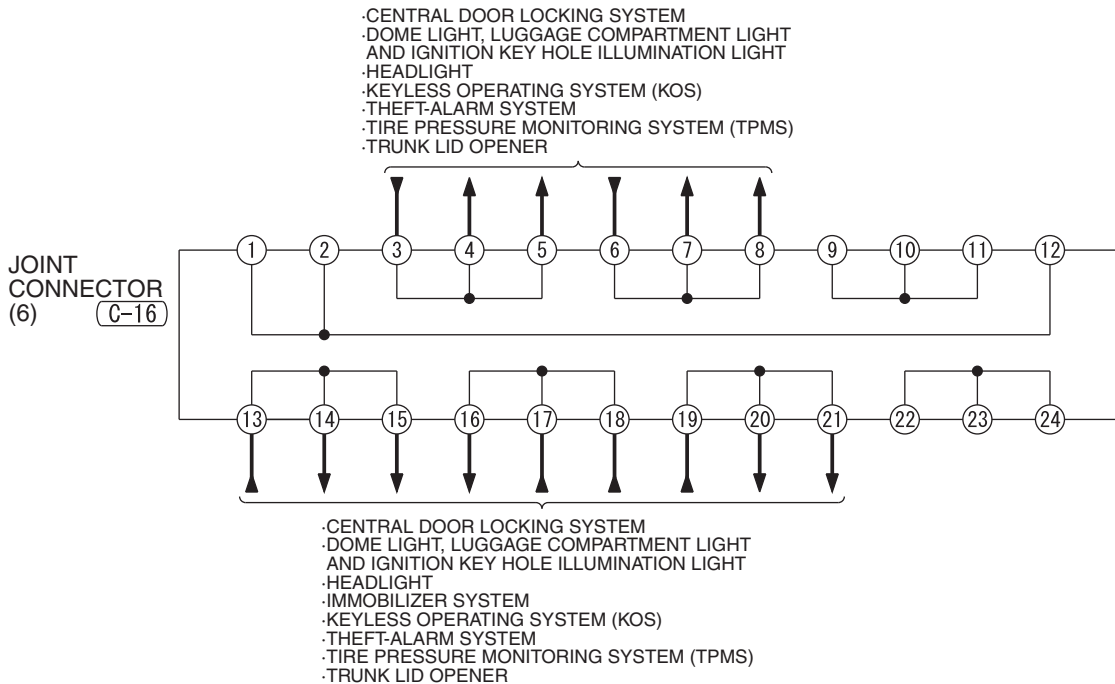 ·CENTRAL DOOR LOCKING SYSTEM
·DOME LIGHT, LUGGAGE COMPARTMENT LIGHT
AND IGNITION KEY HOLE ILLUMINATION LIGHT
·HEADLIGHT
·KEYLESS OPERATING SYSTEM (KOS)
·THEFT-ALARM SYSTEM
·TIRE PRESSURE MONITORING SYSTEM (TPMS)
·TRUNK LID OPENER
1 2 3 4 5 6 7 8 9 10 11 12
JOINT
CONNECTOR
(6) C-16
13 14 15 16 17 18 19 20 21 22 23 24
·CENTRAL DOOR LOCKING SYSTEM
·DOME LIGHT, LUGGAGE COMPARTMENT LIGHT
AND IGNITION KEY HOLE ILLUMINATION LIGHT
·HEADLIGHT
·IMMOBILIZER SYSTEM
·KEYLESS OPERATING SYSTEM (KOS)
·THEFT-ALARM SYSTEM
·TIRE PRESSURE MONITORING SYSTEM (TPMS)
·TRUNK LID OPENER